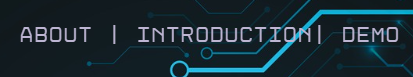 ABOUT | INTRODUCTION| DEMO